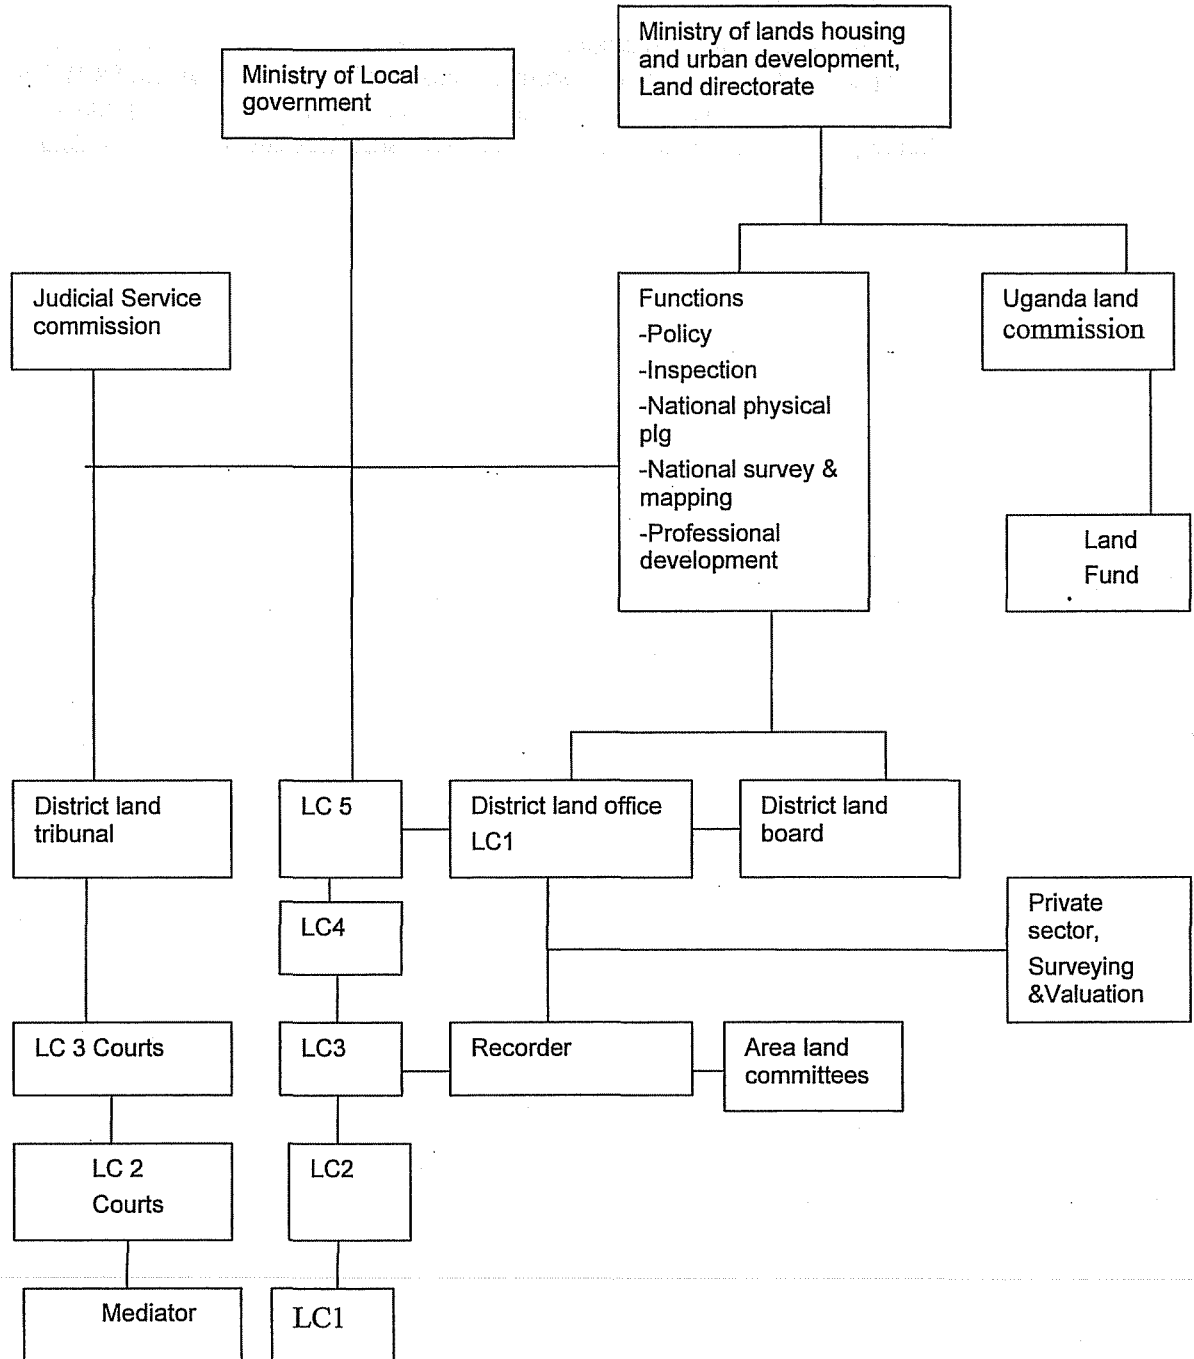 Ministry of lands housing
and urban development,
Land directorate
Ministry of Local
government
Judicial Service
commission
Functions
-Policy
-Inspection
-National physical
plg
-National survey &
mapping
-Professional
development
Uganda land
commission
Land
Fund
District land
tribunal
LC 5
District land office
LC1
District land
board
LC4
Private
sector,
Surveying
&Valuation
LC 3 Courts
LC3
Recorder
Area land
committees
LC 2
Courts
LC2
Mediator
LC1